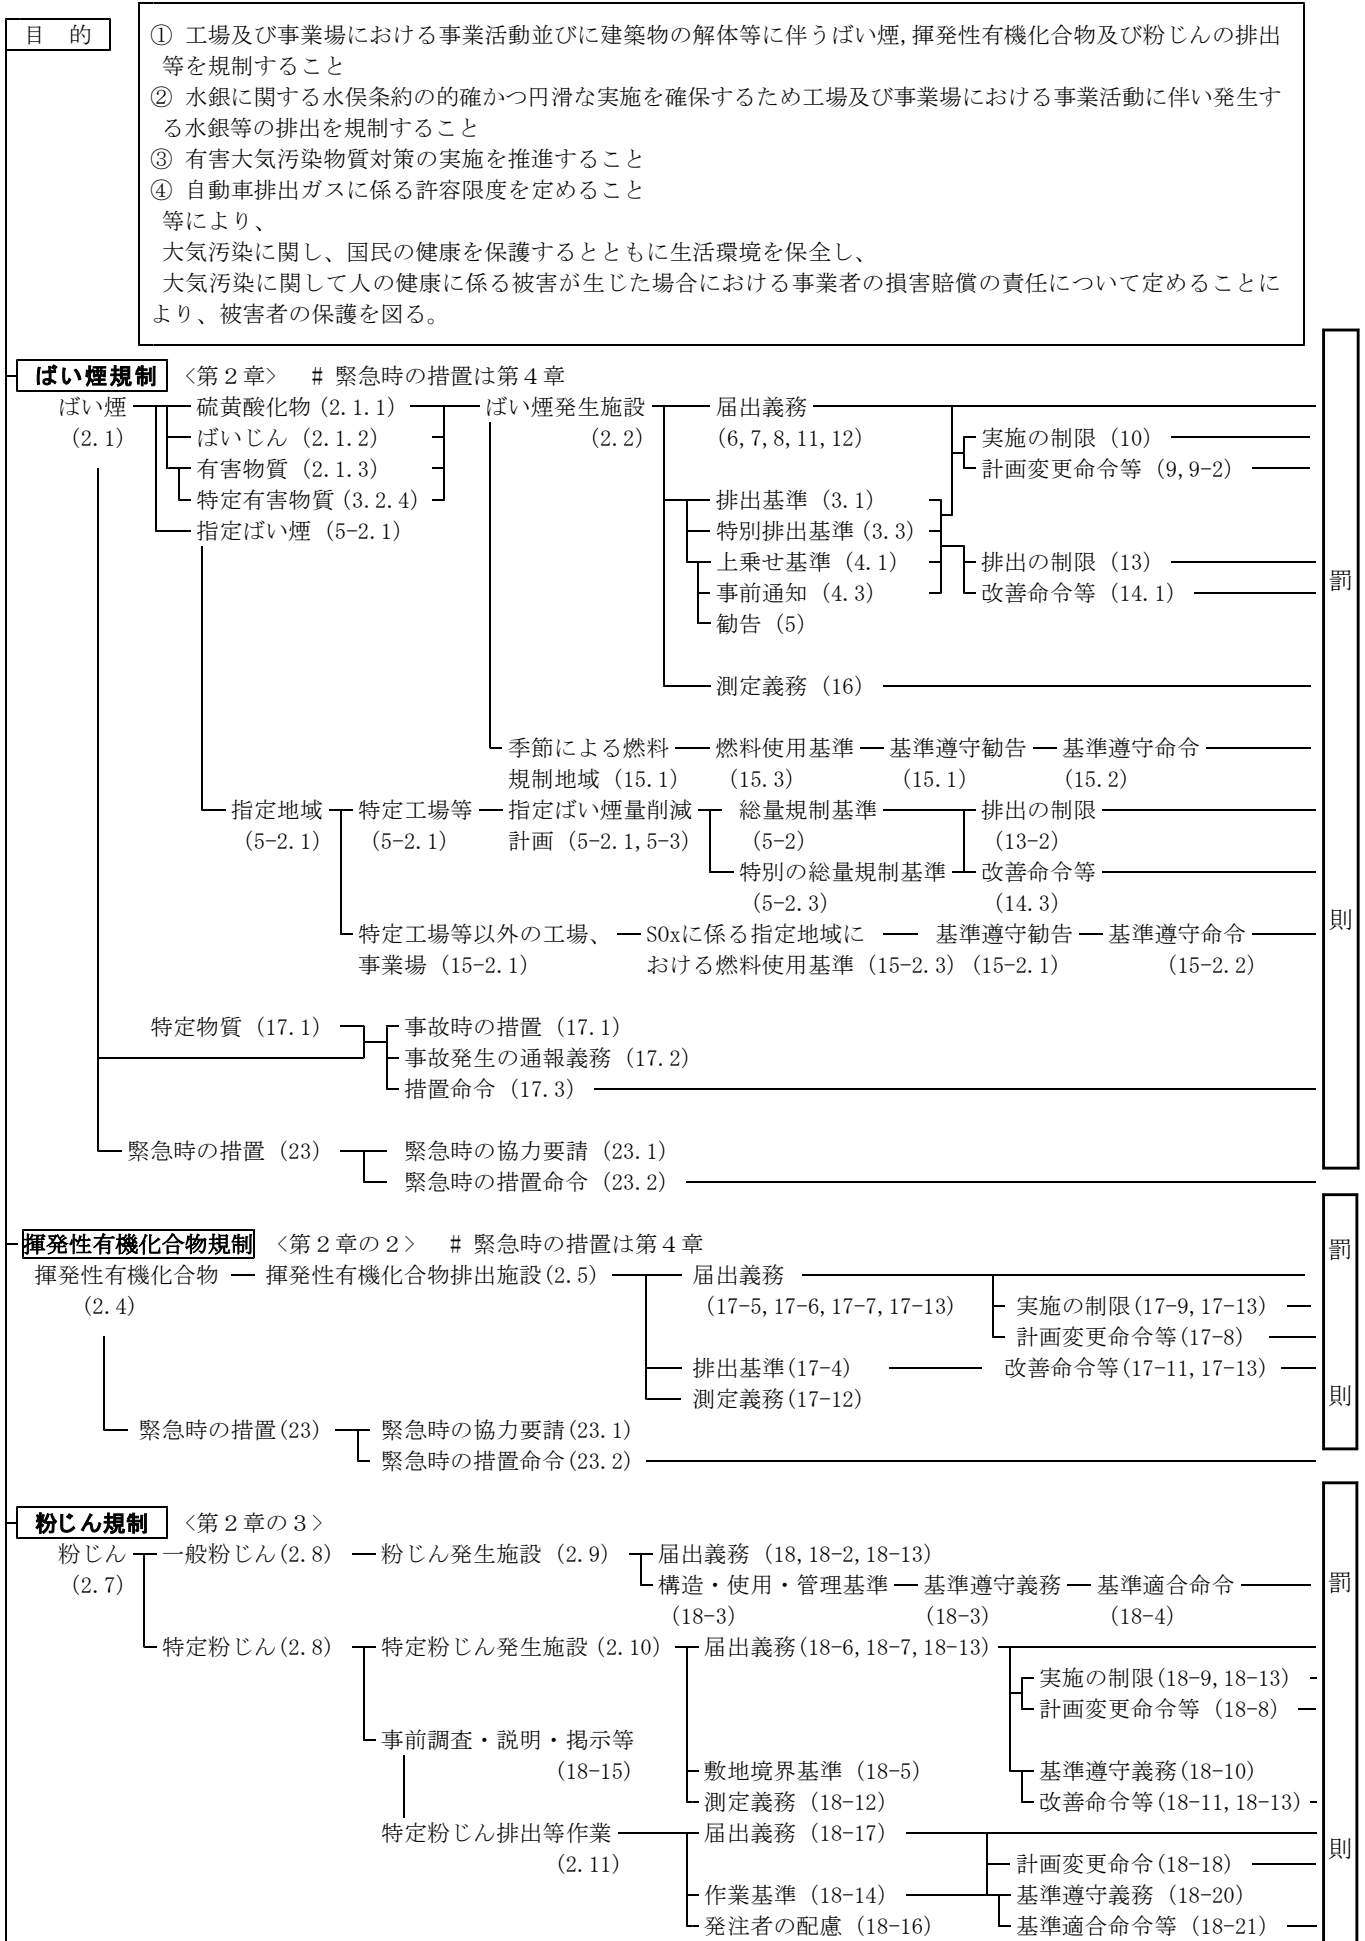 目　的
① 工場及び事業場における事業活動並びに建築物の解体等に伴うばい煙,揮発性有機化合物及び粉じんの排出
等を規制すること
② 水銀に関する水俣条約の的確かつ円滑な実施を確保するため工場及び事業場における事業活動に伴い発生す
る水銀等の排出を規制すること
③ 有害大気汚染物質対策の実施を推進すること
④ 自動車排出ガスに係る許容限度を定めること
等により、
大気汚染に関し、国民の健康を保護するとともに生活環境を保全し、
大気汚染に関して人の健康に係る被害が生じた場合における事業者の損害賠償の責任について定めることに
より、被害者の保護を図る。
ばい煙規制 <第２章> # 緊急時の措置は第４章
ばい煙 硫黄酸化物(2.1.1) ばい煙発生施設 届出義務
(2.1) ばいじん (2.1.2) (2.2) (6,7,8,11,12) 実施の制限 (10)
有害物質 (2.1.3) 計画変更命令等 (9,9-2)
特定有害物質(3.2.4) 排出基準 (3.1)
指定ばい煙 (5-2.1) 特別排出基準(3.3)
上乗せ基準 (4.1) 排出の制限 (13)
事前通知 (4.3) 改善命令等 (14.1)
勧告 (5)
測定義務 (16)
季節による燃料 燃料使用基準 基準遵守勧告 基準遵守命令
規制地域 (15.1) (15.3) (15.1) (15.2)
指定地域 特定工場等 指定ばい煙量削減 総量規制基準 排出の制限
(5-2.1) (5-2.1) 計画 (5-2.1,5-3) (5-2) (13-2)
特別の総量規制基準 改善命令等
(5-2.3) (14.3)
特定工場等以外の工場、 SOxに係る指定地域に 基準遵守勧告 基準遵守命令
事業場 (15-2.1) おける燃料使用基準 (15-2.3) (15-2.1) (15-2.2)
特定物質 (17.1) 事故時の措置 (17.1)
事故発生の通報義務 (17.2)
措置命令 (17.3)
緊急時の措置 (23) 緊急時の協力要請 (23.1)
緊急時の措置命令 (23.2)
罰
則
揮発性有機化合物規制 <第２章の２> # 緊急時の措置は第４章
揮発性有機化合物 揮発性有機化合物排出施設(2.5) 届出義務
(2.4) (17-5,17-6,17-7,17-13) 実施の制限(17-9,17-13)
計画変更命令等(17-8)
排出基準(17-4) 改善命令等(17-11,17-13)
測定義務(17-12)
緊急時の措置(23) 緊急時の協力要請(23.1)
緊急時の措置命令(23.2)
罰
則
粉じん規制 <第２章の３>
粉じん 一般粉じん(2.8) 粉じん発生施設 (2.9) 届出義務 (18,18-2,18-13)
(2.7) 構造・使用・管理基準 基準遵守義務 基準適合命令
(18-3) (18-3) (18-4)
特定粉じん(2.8) 特定粉じん発生施設(2.10) 届出義務(18-6,18-7,18-13)
実施の制限(18-9,18-13)
計画変更命令等 (18-8)
事前調査・説明・掲示等
(18-15) 敷地境界基準 (18-5) 基準遵守義務(18-10)
測定義務 (18-12) 改善命令等(18-11,18-13)
特定粉じん排出等作業 届出義務 (18-17)
(2.11) 計画変更命令(18-18)
作業基準 (18-14) 基準遵守義務 (18-20)
発注者の配慮 (18-16) 基準適合命令等 (18-21)
罰
則